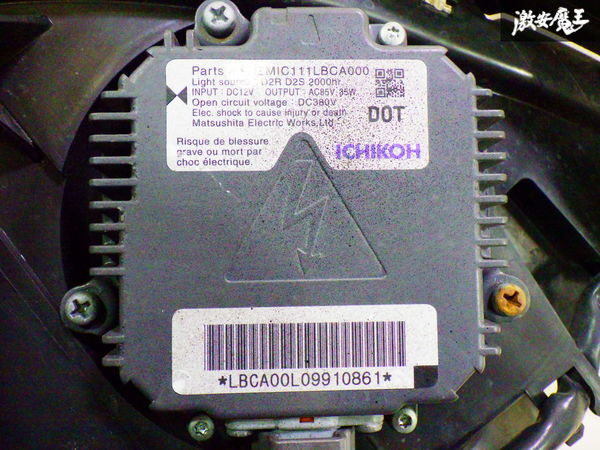 激安魔王
Parts EMIC111LBCA000
Light source D2R D2S 2000hr.
INPUT : DC12V OUTPUT : AC85V 35W
Open circuit voltage : DC380V
Elec. shock to cause injury or death
Matsushita Electric Works,Ltd
DOT
Risque de blessure
grave ou mort par
choc électrique.
ICHIKOH
*LBCA00L09910861*